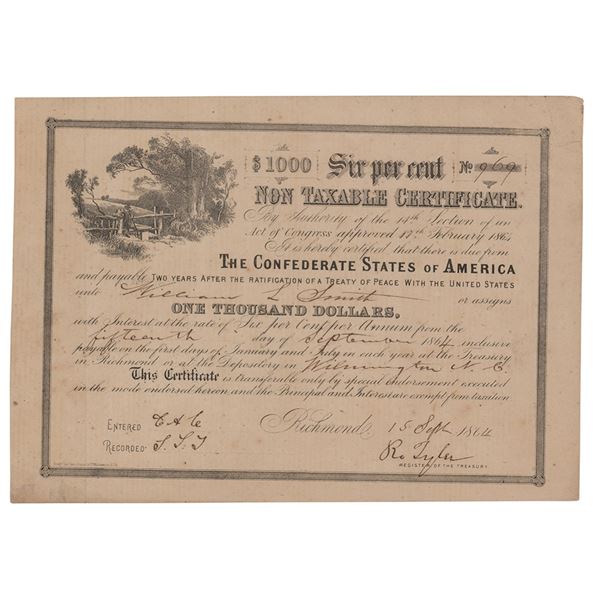 $1000 Six per cent No 969
NON TAXABLE CERTIFICATE.
By Authority of the 14th Section of an
Act of Congress approved 17th February 1864
It is hereby certified that there is due from
THE CONFEDERATE STATES OF AMERICA
and payable TWO YEARS AFTER THE RATIFICATION OF A TREATY OF PEACE WITH THE UNITED STATES
unto William L Smith or assigns
ONE THOUSAND DOLLARS,
with Interest at the rate of Six per Cent per Annum from the
fifteenth day of September 1864 inclusive
payable on the first days of January and July in each year at the Treasury
in Richmond or at the Depository in Wilmington N. C.
This Certificate is transferable only by special endorsement executed
in the mode endorsed hereon, and the Principal and Interest are exempt from taxation
ENTERED Richmond, 15 Sept 1864
RECORDED Ro Tyler
REGISTER OF THE TREASURY